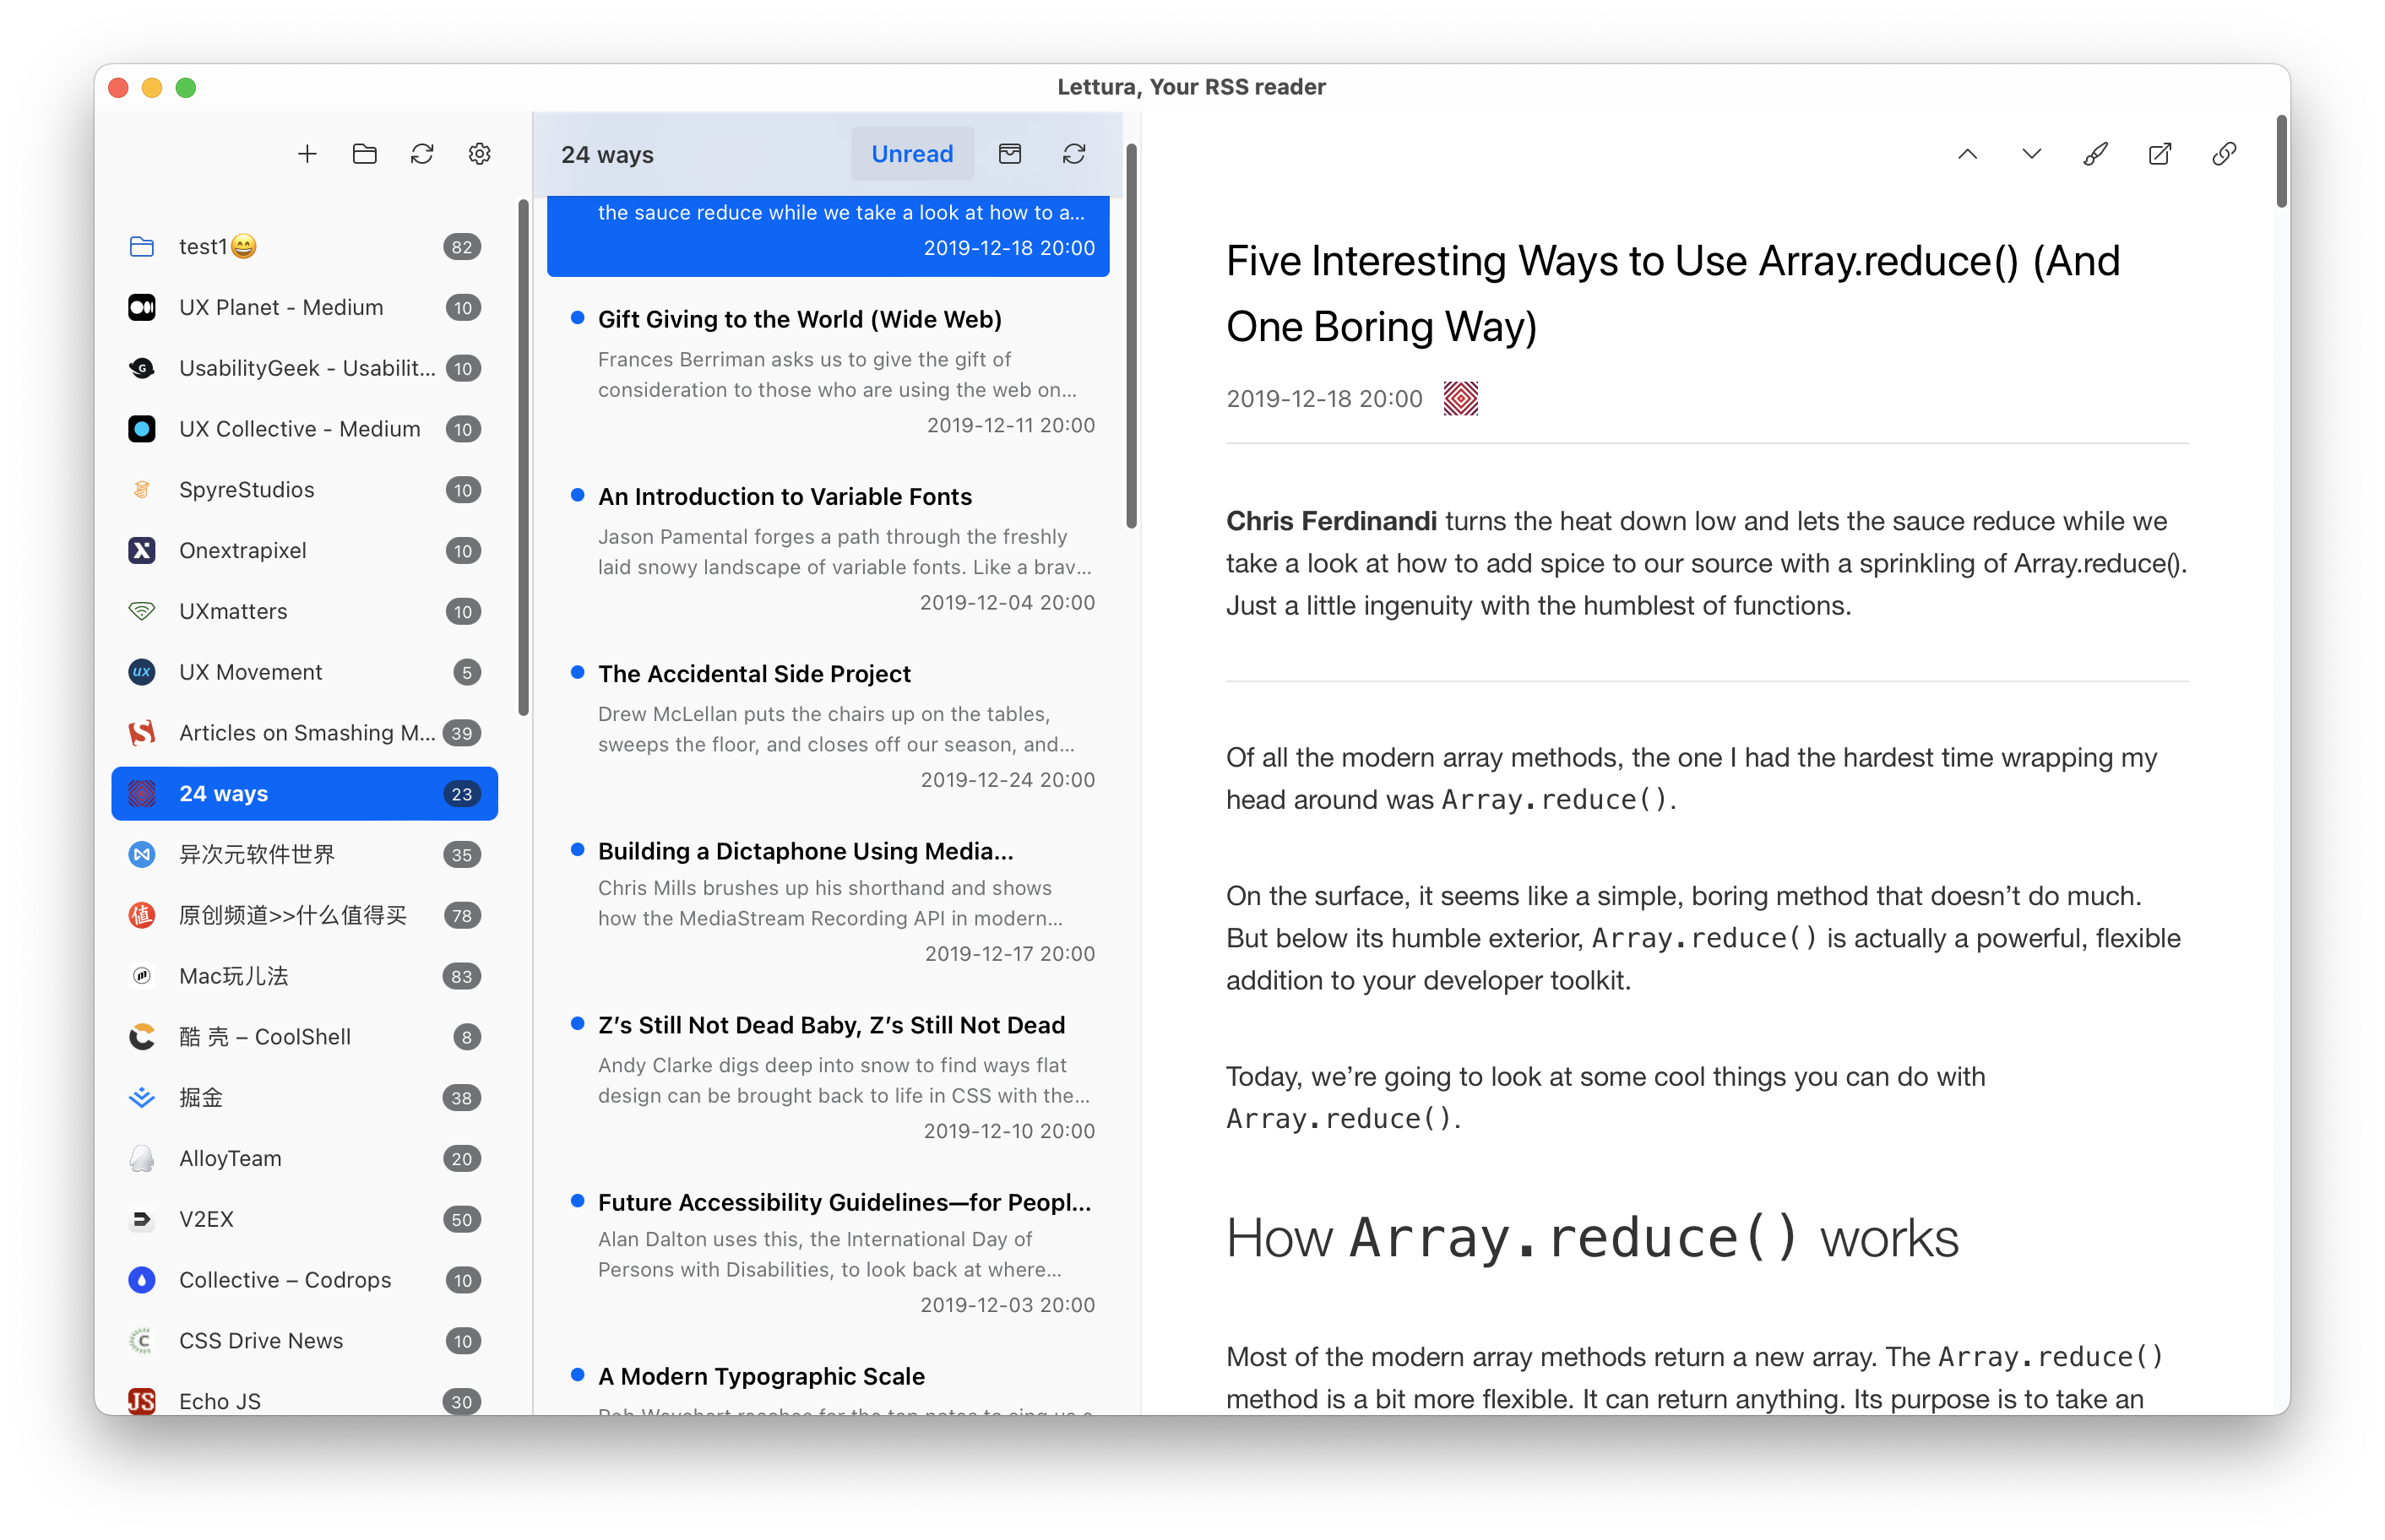 Lettura, Your RSS reader
test1😄 82
UX Planet - Medium 10
UsabilityGeek - Usabilit... 10
UX Collective - Medium 10
SpyreStudios 10
Onextrapixel 10
UXmatters 10
UX Movement 5
Articles on Smashing M... 39
24 ways 23
异次元软件世界 35
原创频道>>什么值得买 78
Mac玩儿法 83
酷 壳 – CoolShell 8
掘金 38
AlloyTeam 20
V2EX 50
Collective – Codrops 10
CSS Drive News 10
Echo JS 30
24 ways Unread
the sauce reduce while we take a look at how to a...
2019-12-18 20:00
Gift Giving to the World (Wide Web)
Frances Berriman asks us to give the gift of
consideration to those who are using the web on...
2019-12-11 20:00
An Introduction to Variable Fonts
Jason Pamental forges a path through the freshly
laid snowy landscape of variable fonts. Like a brav...
2019-12-04 20:00
The Accidental Side Project
Drew McLellan puts the chairs up on the tables,
sweeps the floor, and closes off our season, and...
2019-12-24 20:00
Building a Dictaphone Using Media...
Chris Mills brushes up his shorthand and shows
how the MediaStream Recording API in modern...
2019-12-17 20:00
Z’s Still Not Dead Baby, Z’s Still Not Dead
Andy Clarke digs deep into snow to find ways flat
design can be brought back to life in CSS with the...
2019-12-10 20:00
Future Accessibility Guidelines—for Peopl...
Alan Dalton uses this, the International Day of
Persons with Disabilities, to look back at where...
2019-12-03 20:00
A Modern Typographic Scale
Five Interesting Ways to Use Array.reduce() (And
One Boring Way)
2019-12-18 20:00
Chris Ferdinandi turns the heat down low and lets the sauce reduce while we
take a look at how to add spice to our source with a sprinkling of Array.reduce().
Just a little ingenuity with the humblest of functions.
Of all the modern array methods, the one I had the hardest time wrapping my
head around was Array.reduce().
On the surface, it seems like a simple, boring method that doesn’t do much.
But below its humble exterior, Array.reduce() is actually a powerful, flexible
addition to your developer toolkit.
Today, we’re going to look at some cool things you can do with
Array.reduce().
How Array.reduce() works
Most of the modern array methods return a new array. The Array.reduce()
method is a bit more flexible. It can return anything. Its purpose is to take an